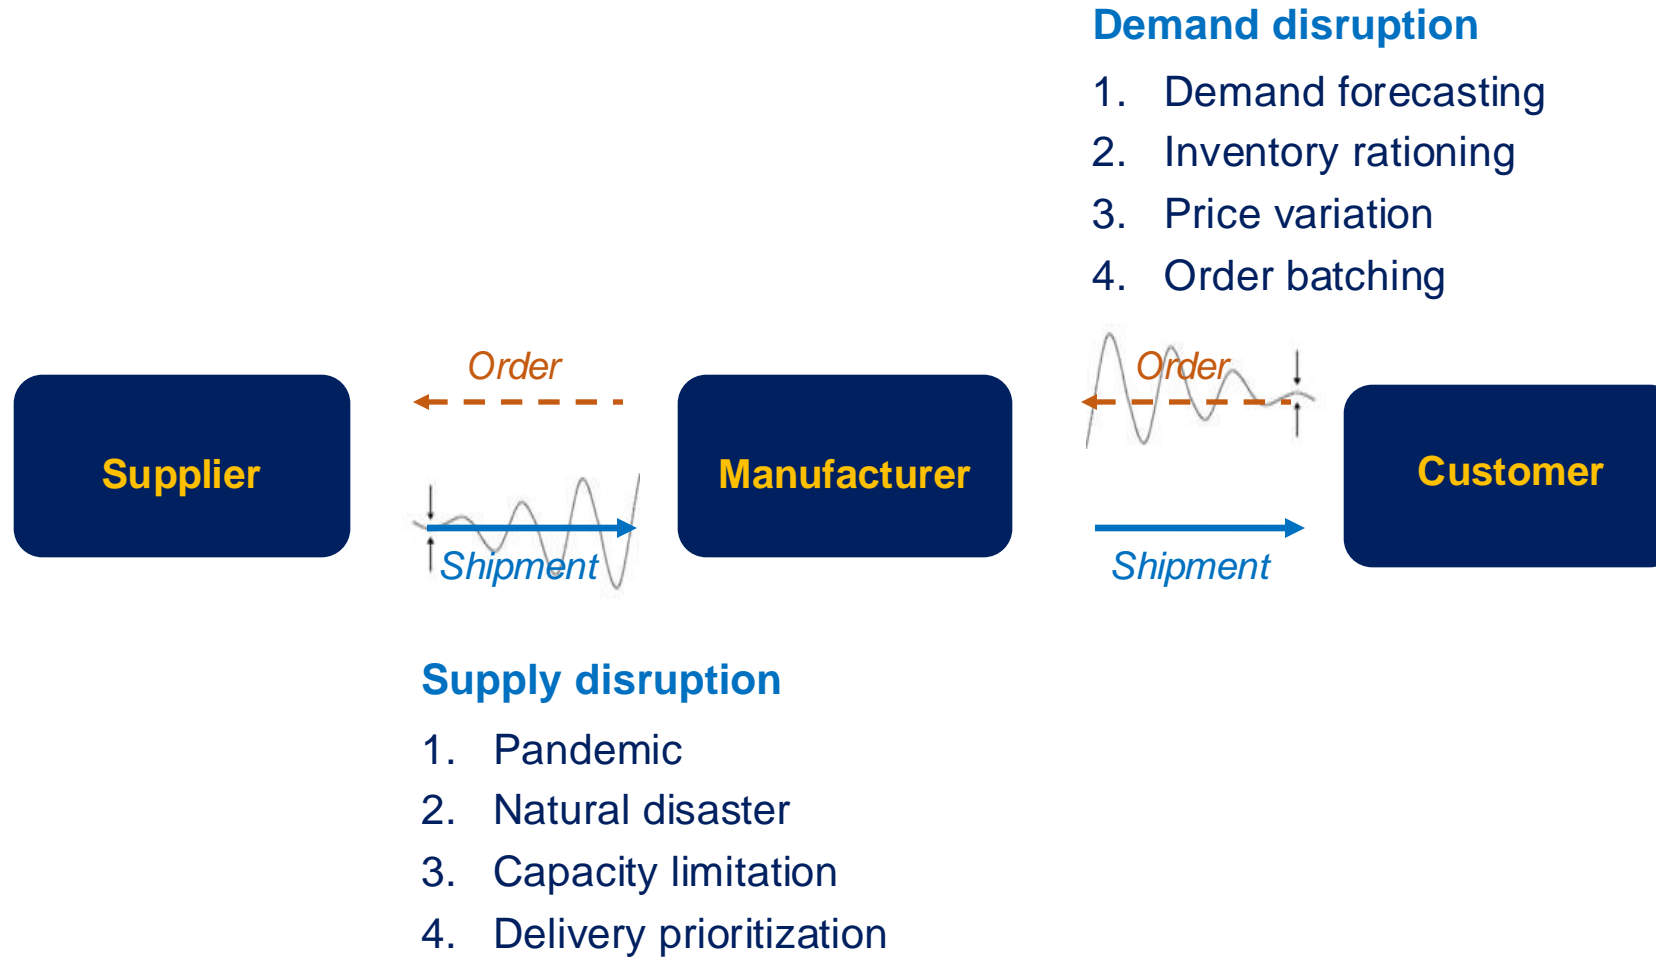 Demand disruption
1. Demand forecasting
2. Inventory rationing
3. Price variation
4. Order batching
Order
Order
Supplier
Manufacturer
Customer
Shipment
Shipment
Supply disruption
1. Pandemic
2. Natural disaster
3. Capacity limitation
4. Delivery prioritization